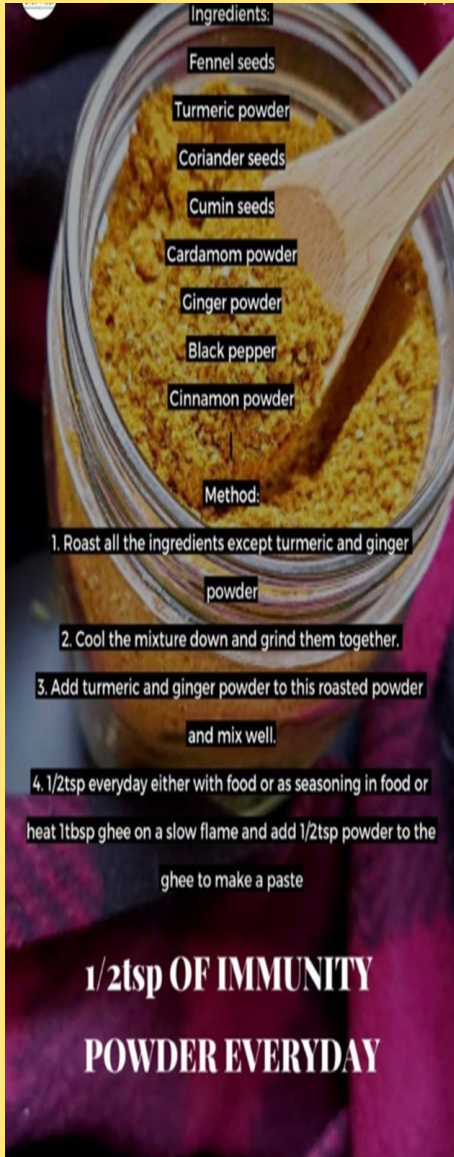 Ingredients:
Fennel seeds
Turmeric powder
Coriander seeds
Cumin seeds
Cardamom powder
Ginger powder
Black pepper
Cinnamon powder
|
Method:
1. Roast all the ingredients except turmeric and ginger
powder
2. Cool the mixture down and grind them together.
3. Add turmeric and ginger powder to this roasted powder
and mix well.
4. 1/2tsp everyday either with food or as seasoning in food or
heat 1tbsp ghee on a slow flame and add 1/2tsp powder to the
ghee to make a paste
1/2tsp OF IMMUNITY
POWDER EVERYDAY